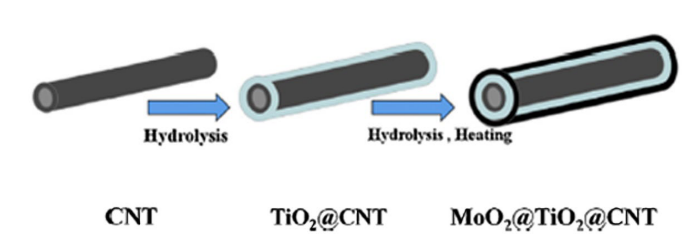 Hydrolysis
Hydrolysis , Heating
CNT
TiO₂@CNT
MoO₂@TiO₂@CNT